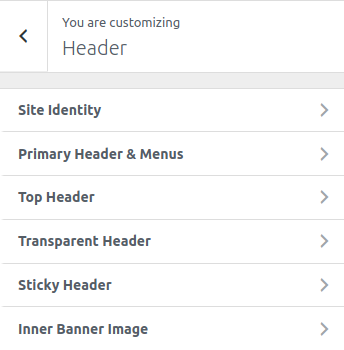 You are customizing
Header
Site Identity
Primary Header & Menus
Top Header
Transparent Header
Sticky Header
Inner Banner Image